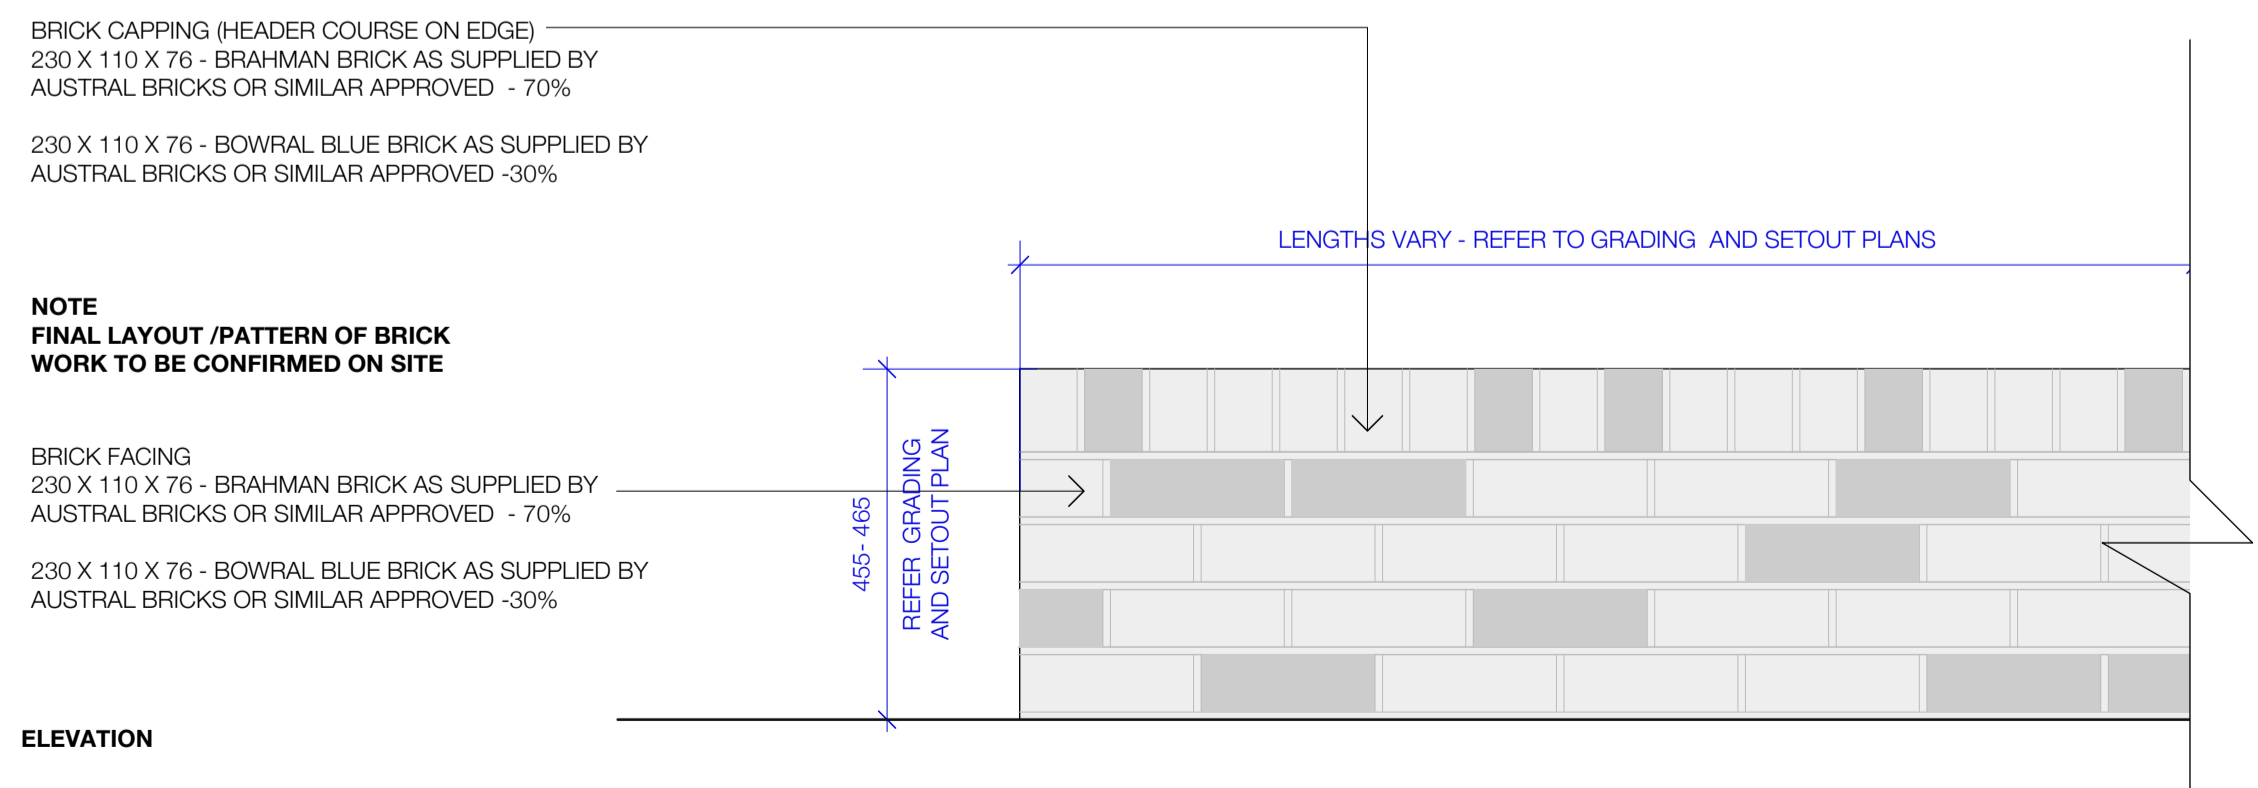 BRICK CAPPING (HEADER COURSE ON EDGE)
230 X 110 X 76 - BRAHMAN BRICK AS SUPPLIED BY
AUSTRAL BRICKS OR SIMILAR APPROVED - 70%
230 X 110 X 76 - BOWRAL BLUE BRICK AS SUPPLIED BY
AUSTRAL BRICKS OR SIMILAR APPROVED -30%
LENGTHS VARY - REFER TO GRADING AND SETOUT PLANS
NOTE
FINAL LAYOUT /PATTERN OF BRICK
WORK TO BE CONFIRMED ON SITE
BRICK FACING
230 X 110 X 76 - BRAHMAN BRICK AS SUPPLIED BY
AUSTRAL BRICKS OR SIMILAR APPROVED - 70%
230 X 110 X 76 - BOWRAL BLUE BRICK AS SUPPLIED BY
AUSTRAL BRICKS OR SIMILAR APPROVED -30%
455- 465
REFER GRADING
AND SETOUT PLAN
ELEVATION